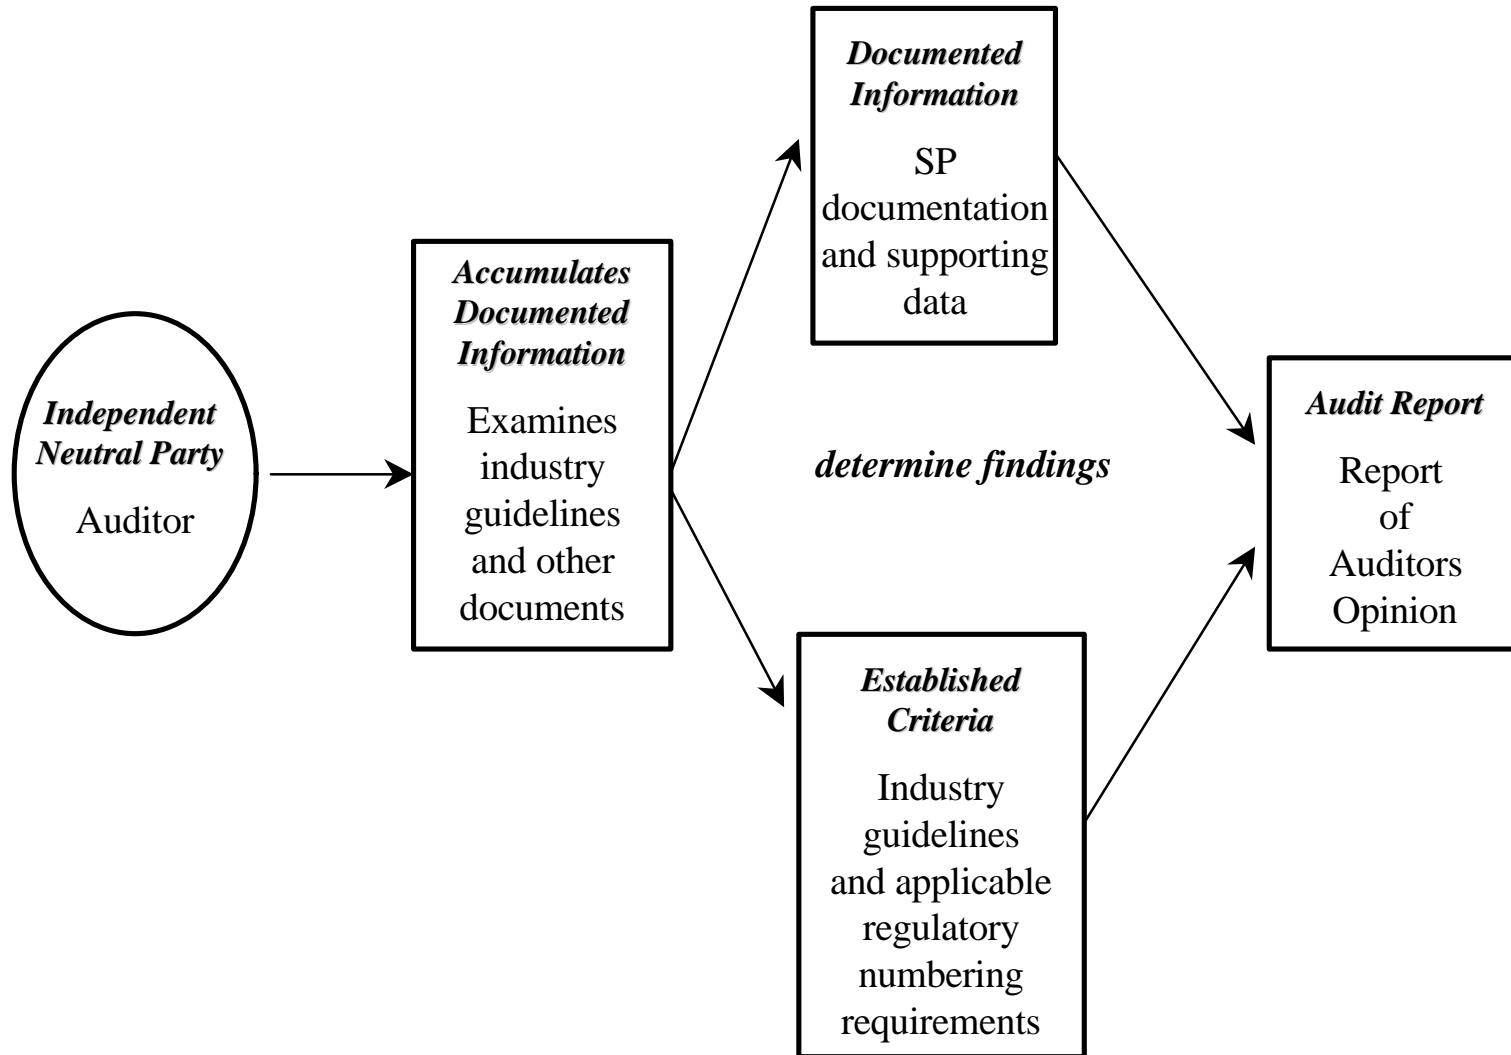 Independent
Neutral Party
Auditor
Accumulates
Documented
Information
Examines
industry
guidelines
and other
documents
Documented
Information
SP
documentation
and supporting
data
determine findings
Established
Criteria
Industry
guidelines
and applicable
regulatory
numbering
requirements
Audit Report
Report
of
Auditors
Opinion